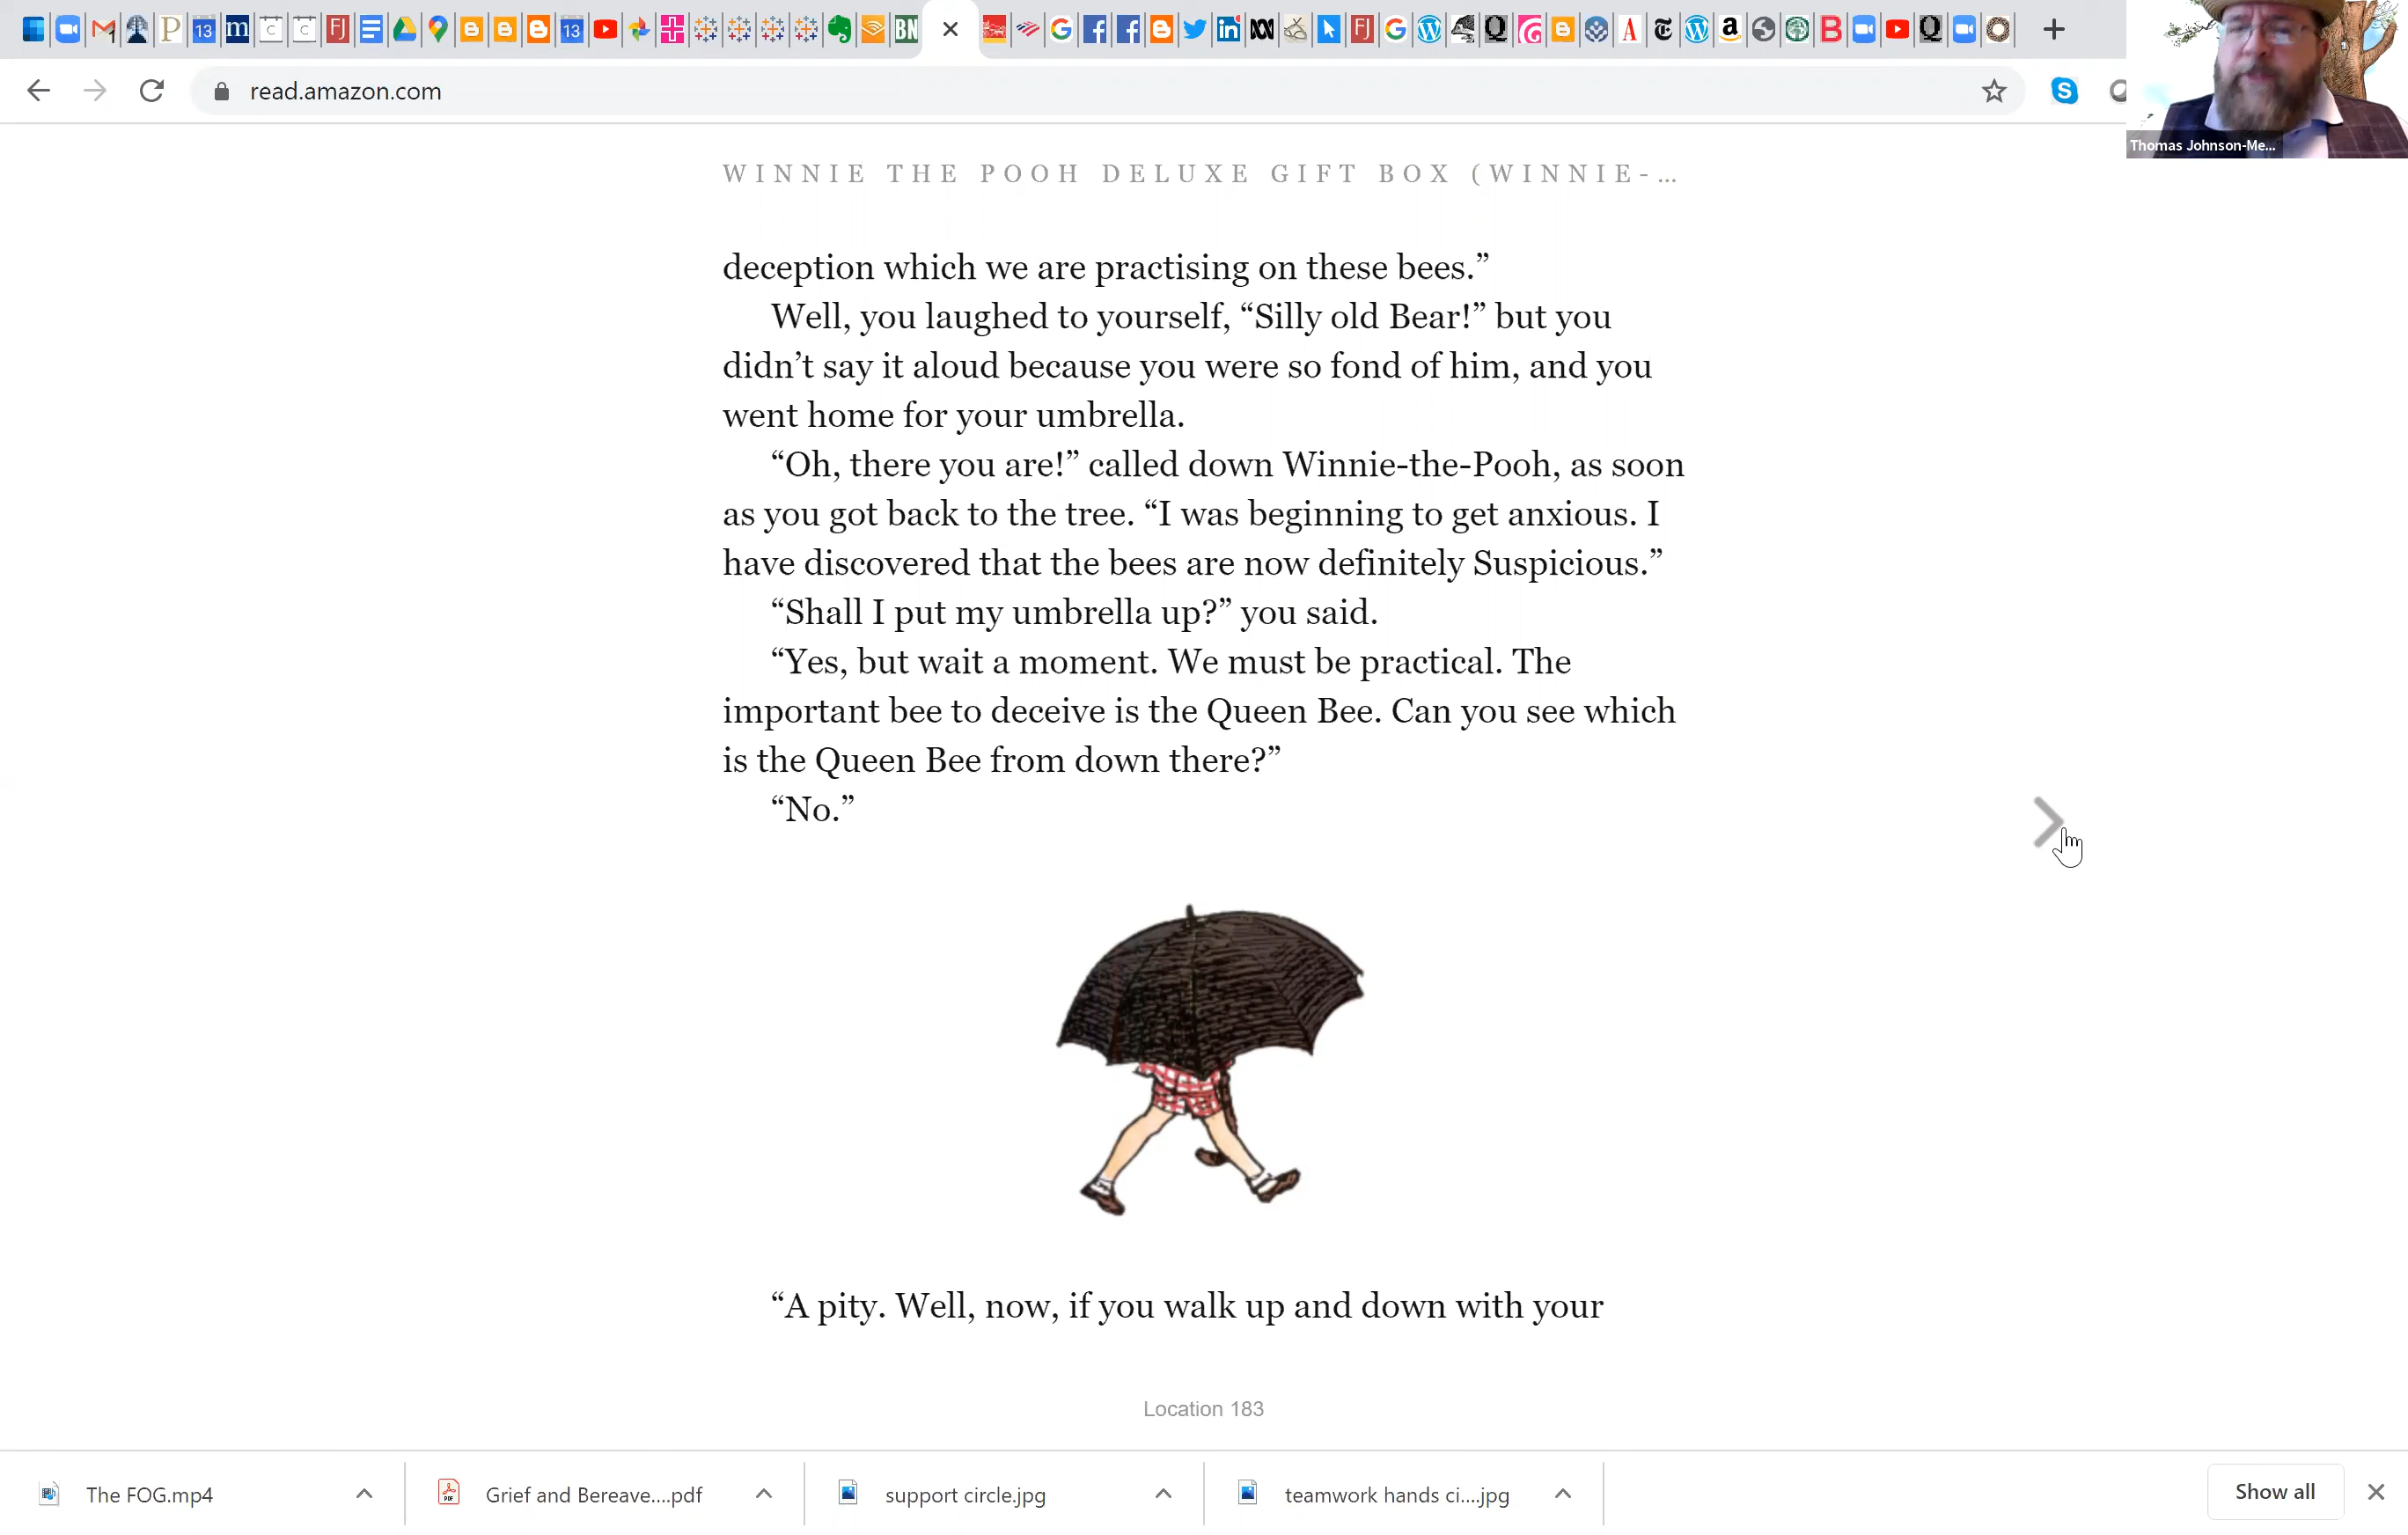 13
m
FJ
13
BN
FJ
B
read.amazon.com
Thomas Johnson-Me...
WINNIE THE POOH DELUXE GIFT BOX (WINNIE-...
deception which we are practising on these bees.”
Well, you laughed to yourself, “Silly old Bear!” but you
didn’t say it aloud because you were so fond of him, and you
went home for your umbrella.
“Oh, there you are!” called down Winnie-the-Pooh, as soon
as you got back to the tree. “I was beginning to get anxious. I
have discovered that the bees are now definitely Suspicious.”
“Shall I put my umbrella up?” you said.
“Yes, but wait a moment. We must be practical. The
important bee to deceive is the Queen Bee. Can you see which
is the Queen Bee from down there?”
“No.”
“A pity. Well, now, if you walk up and down with your
Location 183
The FOG.mp4
Grief and Bereave....pdf
support circle.jpg
teamwork hands ci....jpg
Show all